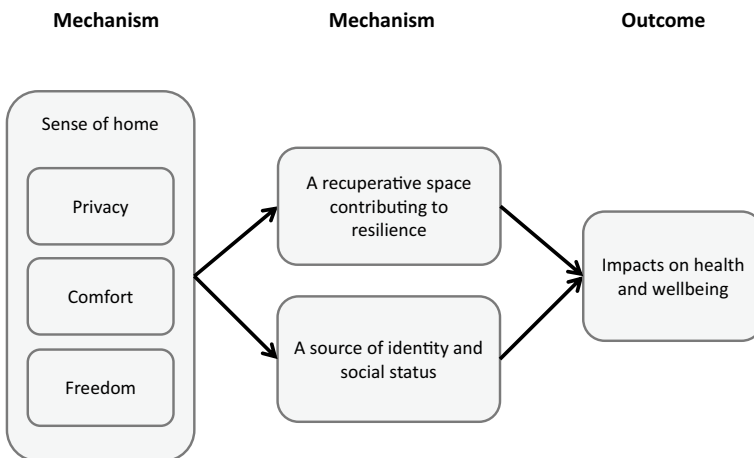 Mechanism
Mechanism
Outcome
Sense of home
Privacy
Comfort
Freedom
A recuperative space
contributing to
resilience
A source of identity and
social status
Impacts on health
and wellbeing